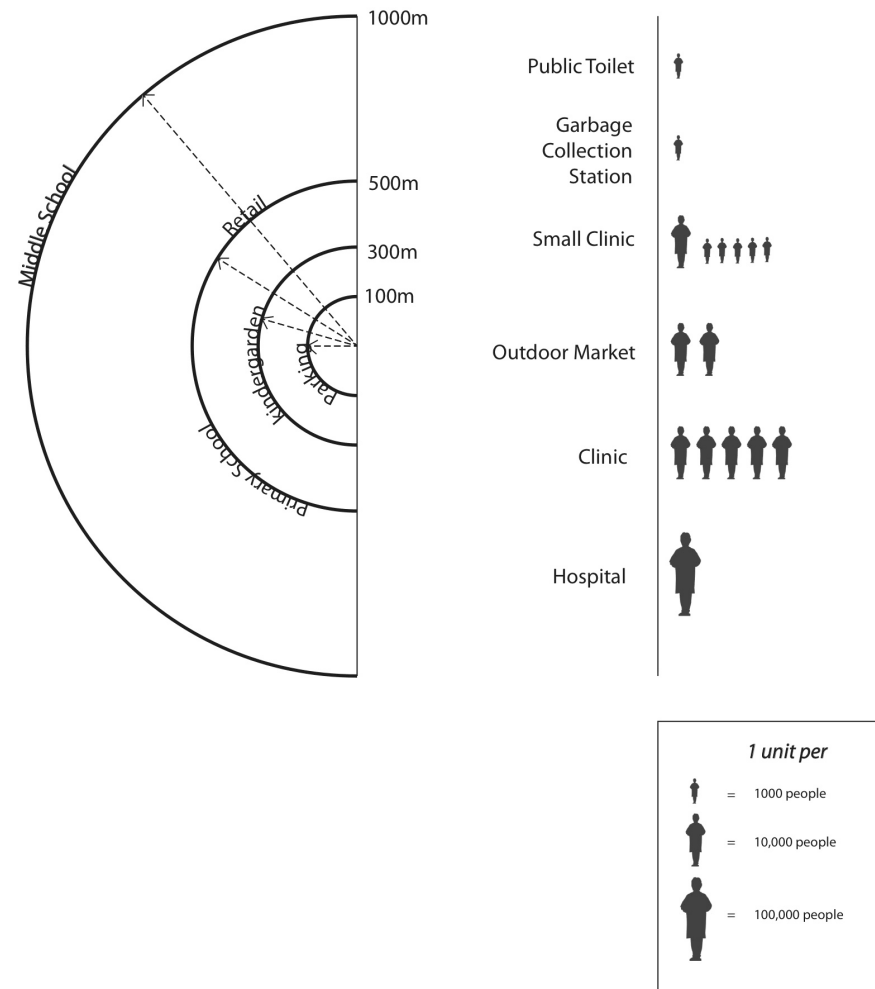 1000m
500m
300m
100m
Middle School
Retail
kindergarden
Parking
Primary School
Public Toilet
Garbage
Collection
Station
Small Clinic
Outdoor Market
Clinic
Hospital
1 unit per
= 1000 people
= 10,000 people
= 100,000 people